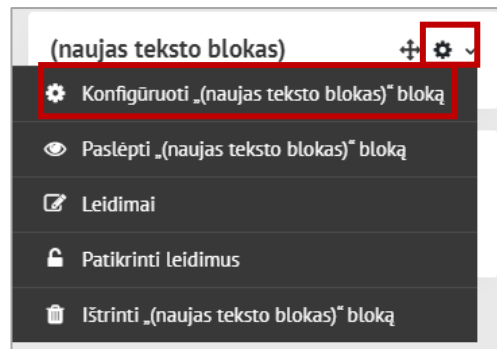 (naujas teksto blokas)
Konfigūruoti „(naujas teksto blokas)“ bloką
Paslėpti „(naujas teksto blokas)“ bloką
Leidimai
Patikrinti leidimus
Ištrinti „(naujas teksto blokas)“ bloką